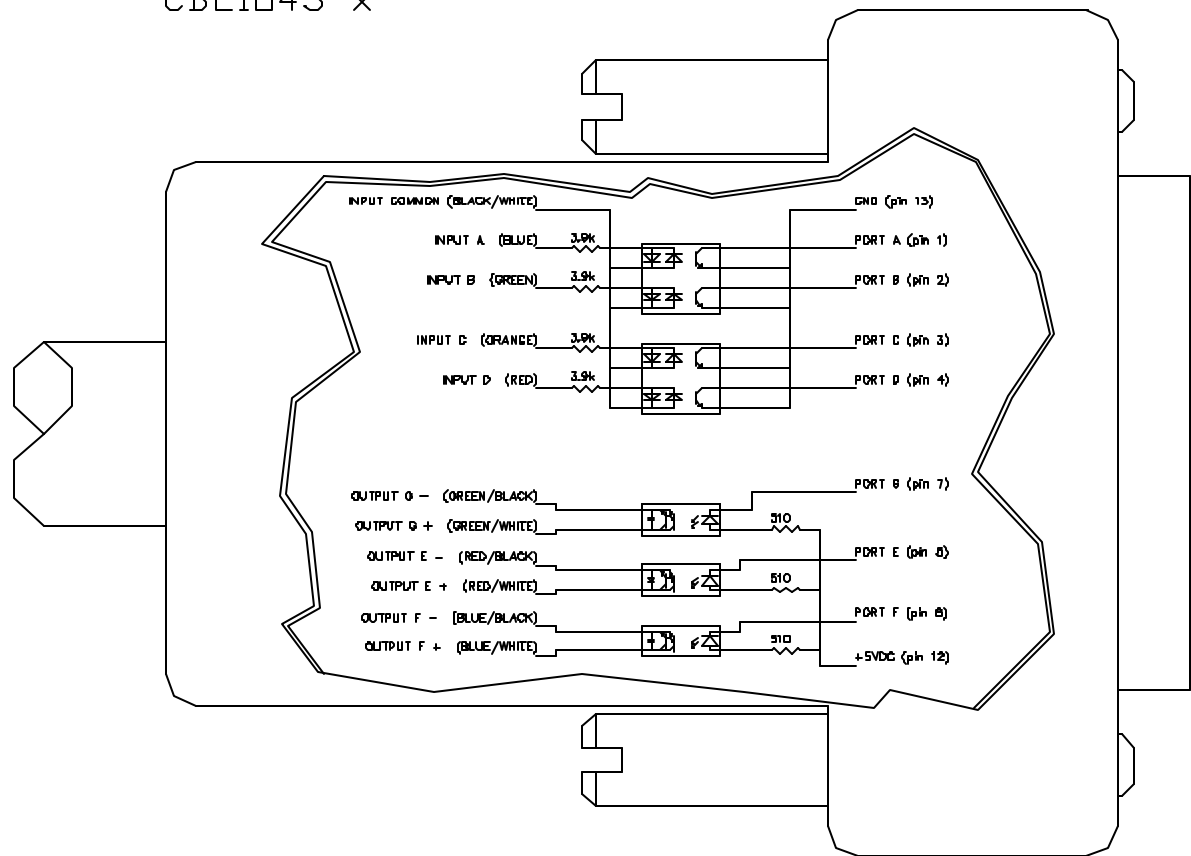 INPUT COMMON (BLACK/WHITE)
GND (pin 13)
INPUT A (BLUE)
3.9k
PORT A (pin 1)
INPUT B (GREEN)
3.9k
PORT B (pin 2)
INPUT C (ORANGE)
3.9k
PORT C (pin 3)
INPUT D (RED)
3.9k
PORT D (pin 4)
OUTPUT G - (GREEN/BLACK)
PORT G (pin 7)
OUTPUT G + (GREEN/WHITE)
510
OUTPUT E - (RED/BLACK)
PORT E (pin 5)
OUTPUT E + (RED/WHITE)
510
OUTPUT F - (BLUE/BLACK)
PORT F (pin 6)
OUTPUT F + (BLUE/WHITE)
510
+5VDC (pin 12)